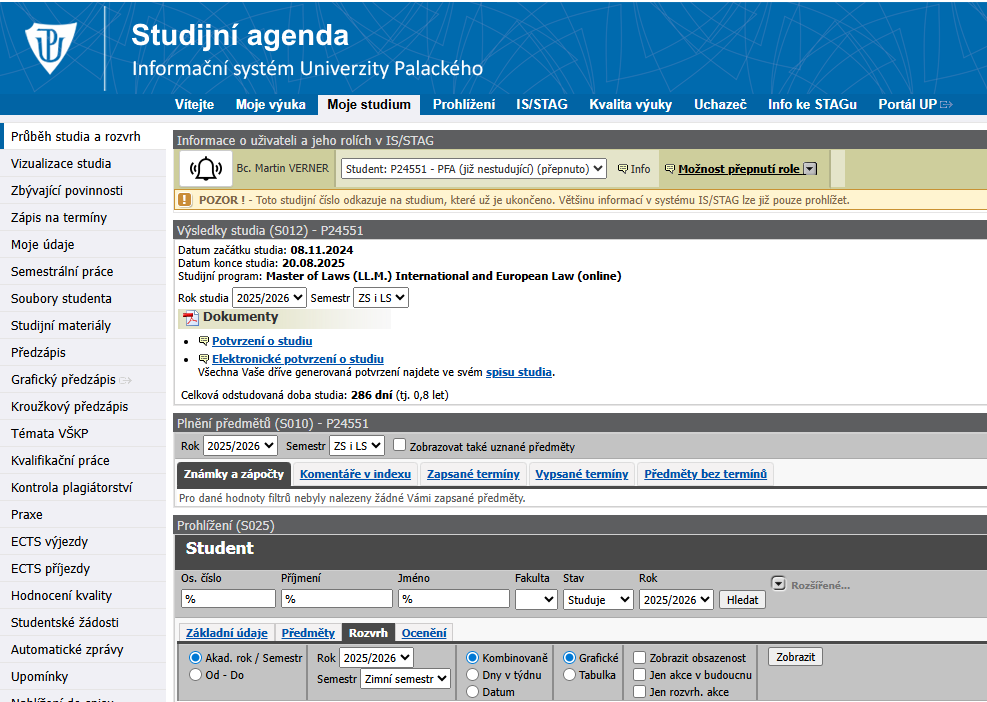 Studijní agenda
Informační systém Univerzity Palackého
Vítejte Moje výuka Moje studium Prohlížení IS/STAG Kvalita výuky Uchazeč Info ke STAGu Portál UP
Průběh studia a rozvrh
Vizualizace studia
Zbývající povinnosti
Zápis na termíny
Moje údaje
Semestrální práce
Soubory studenta
Studijní materiály
Předzápis
Grafický předzápis
Kroužkový předzápis
Témata VŠKP
Kvalifikační práce
Kontrola plagiátorství
Praxe
ECTS výjezdy
ECTS příjezdy
Hodnocení kvality
Studentské žádosti
Automatické zprávy
Upomínky
Informace o uživateli a jeho rolích v IS/STAG
Bc. Martin VERNER Student: P24551 - PFA (již nestudující) (přepnuto) Info Možnost přepnutí role
POZOR ! - Toto studijní číslo odkazuje na studium, které už je ukončeno. Většinu informací v systému IS/STAG lze již pouze prohlížet.
Výsledky studia (S012) - P24551
Datum začátku studia: 08.11.2024
Datum konce studia: 20.08.2025
Studijní program: Master of Laws (LL.M.) International and European Law (online)
Rok studia 2025/2026 Semestr ZS i LS
Dokumenty
Potvrzení o studiu
Elektronické potvrzení o studiu
Všechna Vaše dříve generovaná potvrzení najdete ve svém spisu studia.
Celková odstudovaná doba studia: 286 dní (tj. 0,8 let)
Plnění předmětů (S010) - P24551
Rok 2025/2026 Semestr ZS i LS Zobrazovat také uznané předměty
Známky a zápočty Komentáře v indexu Zapsané termíny Vypsané termíny Předměty bez termínů
Pro dané hodnoty filtrů nebyly nalezeny žádné Vámi zapsané předměty.
Prohlížení (S025)
Student
Os. číslo Příjmení Jméno Fakulta Stav Rok
% % % Studuje 2025/2026 Hledat Rozšířené...
Základní údaje Předměty Rozvrh Ocenění
Akad. rok / Semestr Rok 2025/2026 Kombinované Grafické Zobrazit obsazenost Zobrazit
Od - Do Semestr Zimní semestr Dny v týdnu Tabulka Jen akce v budoucnu
Datum Jen rozvrh. akce